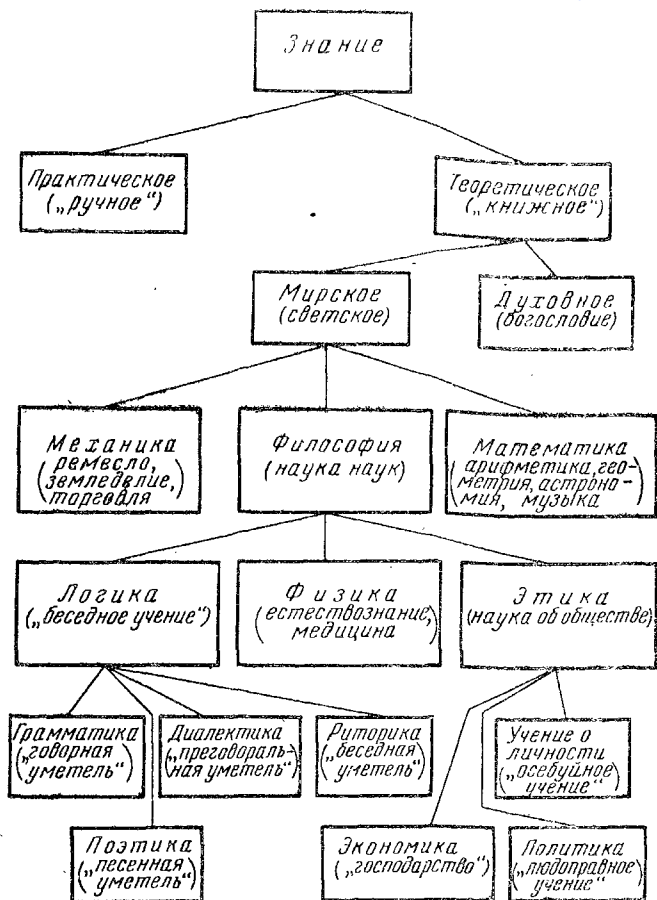 Знание
Практическое
(„ручное“)
Теоретическое
(„книжное“)
Мирское
(светское)
Духовное
(богословие)
Механика
(ремесло,
земледелие,
торговля)
Философия
(наука наук)
Математика
(арифметика, гео-
метрия, астроно-
мия, музыка)
Логика
(„беседное учение“)
Физика
(естествознание,
медицина)
Этика
(наука об обществе)
Грамматика
(„говорная
уметель“)
Диалектика
(„преговораль-
ная уметель“)
Риторика
(„беседная
уметель“)
Учение о
личности
(„осебуйное
учение“)
Поэтика
(„песенная
уметель“)
Экономика
(„господарство“)
Политика
(„людоправное
учение“)